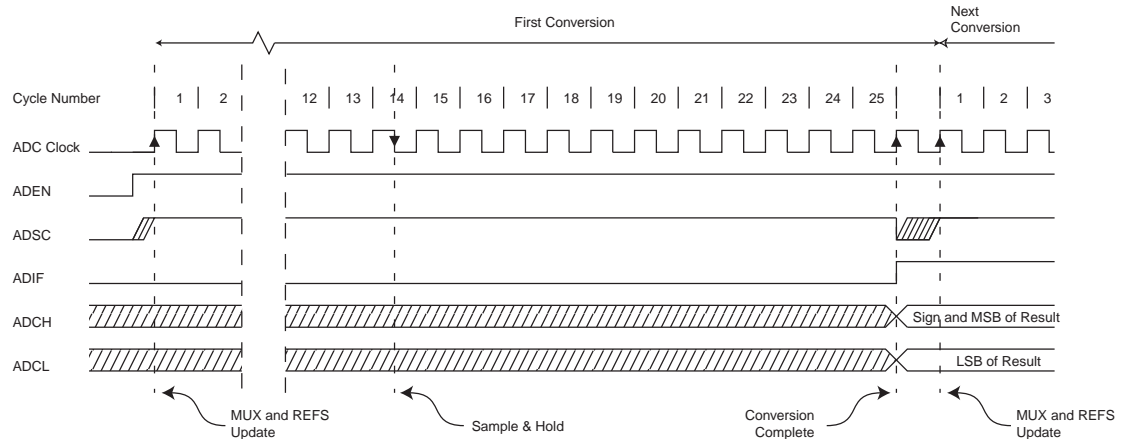 First Conversion
Next
Conversion
Cycle Number 1 2 12 13 14 15 16 17 18 19 20 21 22 23 24 25 1 2 3
ADC Clock
ADEN
ADSC
ADIF
ADCH Sign and MSB of Result
ADCL LSB of Result
MUX and REFS
Update
Sample & Hold
Conversion
Complete
MUX and REFS
Update